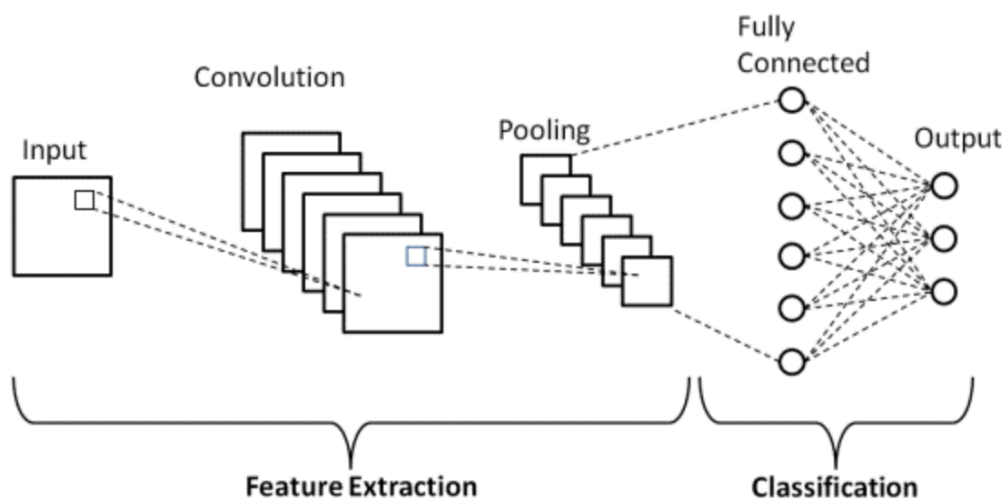 Input
Convolution
Pooling
Fully
Connected
Output
Feature Extraction
Classification